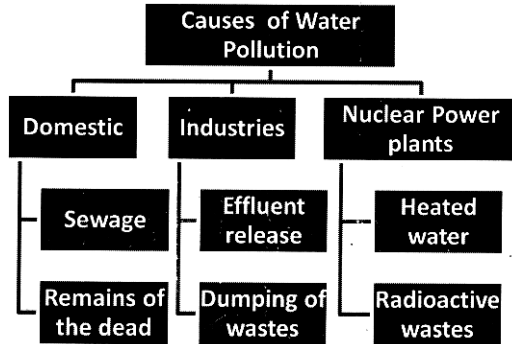 Causes of Water
Pollution
Domestic
Industries
Nuclear Power
plants
Sewage
Effluent
release
Heated
water
Remains of
the dead
Dumping of
wastes
Radioactive
wastes